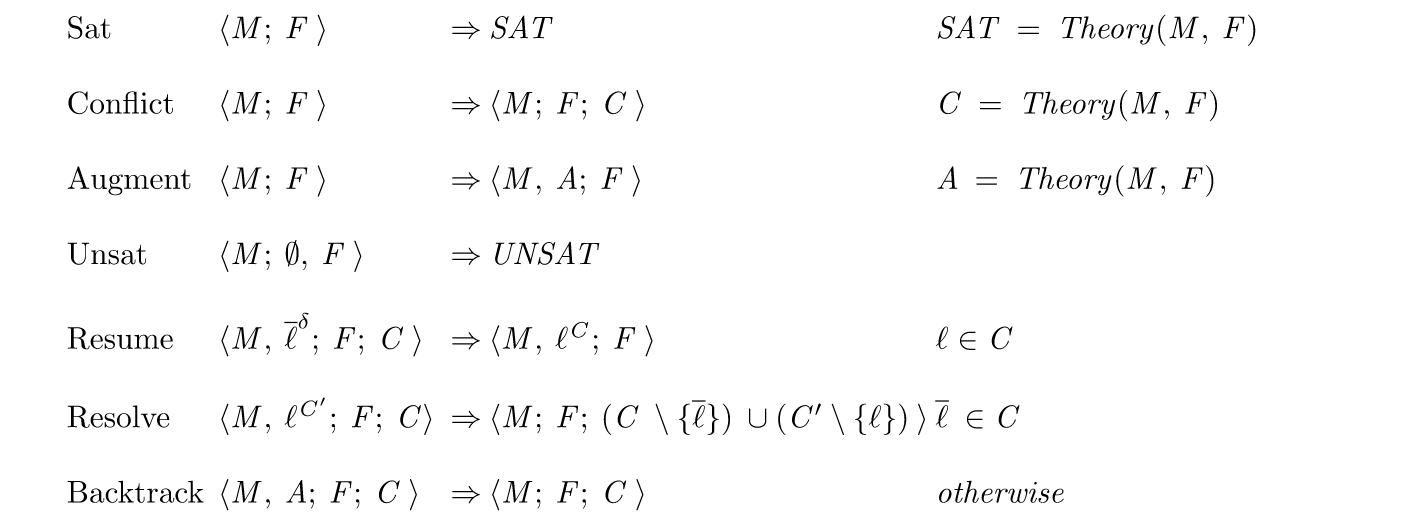 Sat ⟨M; F⟩ ⇒ SAT SAT = Theory(M, F)
Conflict ⟨M; F⟩ ⇒ ⟨M; F; C⟩ C = Theory(M, F)
Augment ⟨M; F⟩ ⇒ ⟨M, A; F⟩ A = Theory(M, F)
Unsat ⟨M; ∅, F⟩ ⇒ UNSAT
Resume ⟨M, ℓ̅^δ; F; C⟩ ⇒ ⟨M, ℓ^C; F⟩ ℓ ∈ C
Resolve ⟨M, ℓ^C′; F; C⟩ ⇒ ⟨M; F; (C \ {ℓ̅}) ∪ (C′ \ {ℓ})⟩ ℓ̅ ∈ C
Backtrack ⟨M, A; F; C⟩ ⇒ ⟨M; F; C⟩ otherwise